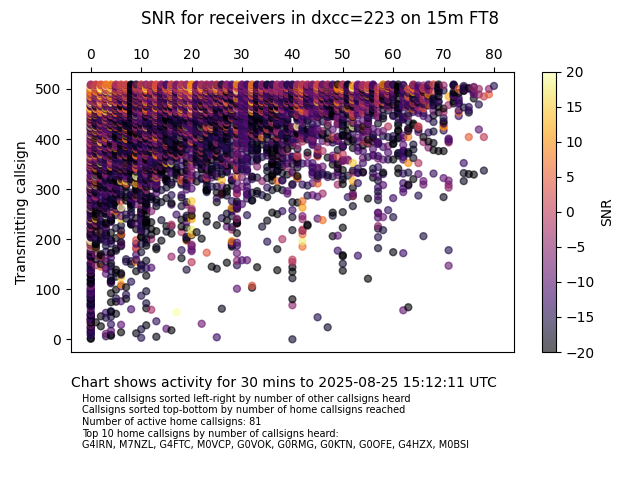 SNR for receivers in dxcc=223 on 15m FT8
0 10 20 30 40 50 60 70 80
500
400
300
200
100
0
Transmitting callsign
20
15
10
5
0
−5
−10
−15
−20
SNR
Chart shows activity for 30 mins to 2025-08-25 15:12:11 UTC
Home callsigns sorted left-right by number of other callsigns heard
Callsigns sorted top-bottom by number of home callsigns reached
Number of active home callsigns: 81
Top 10 home callsigns by number of callsigns heard:
G4IRN, M7NZL, G4FTC, M0VCP, G0VOK, G0RMG, G0KTN, G0OFE, G4HZX, M0BSI